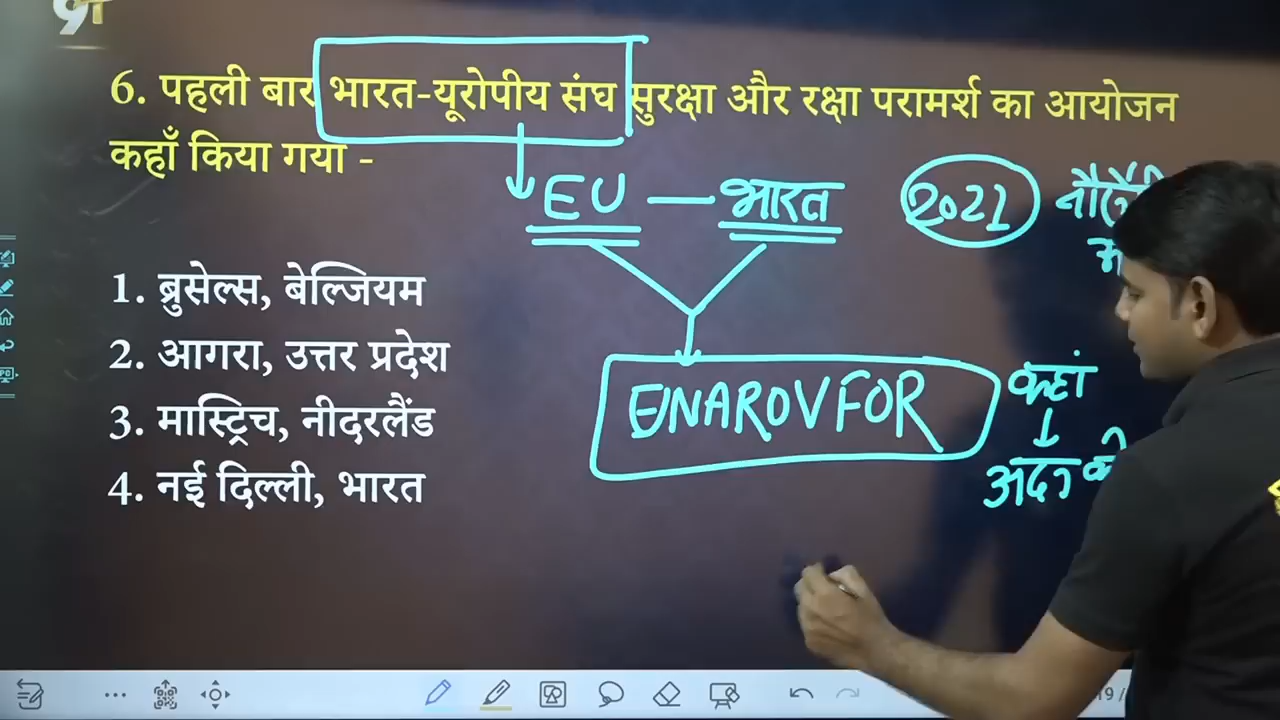 6. पहली बार भारत-यूरोपीय संघ सुरक्षा और रक्षा परामर्श का आयोजन
कहाँ किया गया -
EU — भारत
2021
1. ब्रुसेल्स, बेल्जियम
2. आगरा, उत्तर प्रदेश
3. मास्ट्रिच, नीदरलैंड
4. नई दिल्ली, भारत
EUNAROVFOR
कहां
अदन की